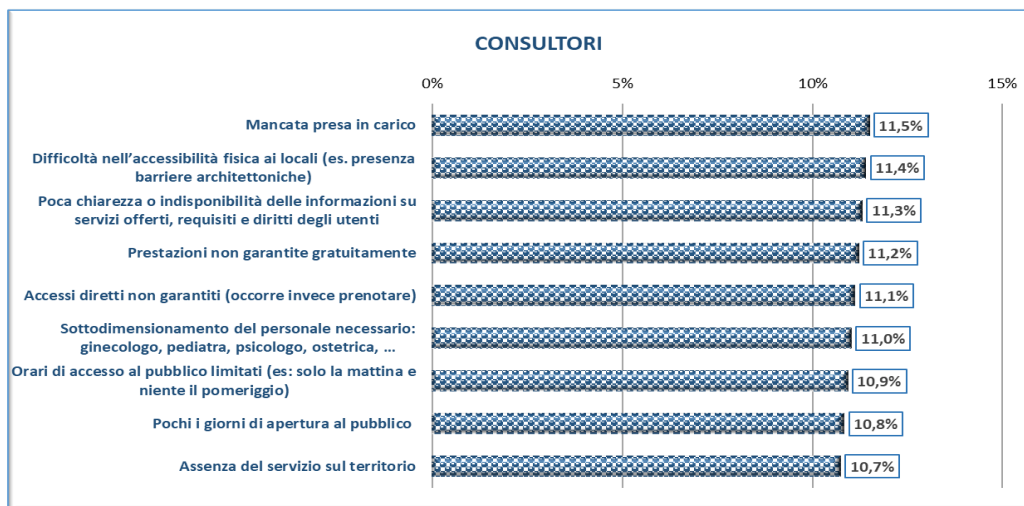 CONSULTORI
0%
5%
10%
15%
Mancata presa in carico
11,5%
Difficoltà nell’accessibilità fisica ai locali (es. presenza
barriere architettoniche)
11,4%
Poca chiarezza o indisponibilità delle informazioni su
servizi offerti, requisiti e diritti degli utenti
11,3%
Prestazioni non garantite gratuitamente
11,2%
Accessi diretti non garantiti (occorre invece prenotare)
11,1%
Sottodimensionamento del personale necessario:
ginecologo, pediatra, psicologo, ostetrica, …
11,0%
Orari di accesso al pubblico limitati (es: solo la mattina e
niente il pomeriggio)
10,9%
Pochi i giorni di apertura al pubblico
10,8%
Assenza del servizio sul territorio
10,7%